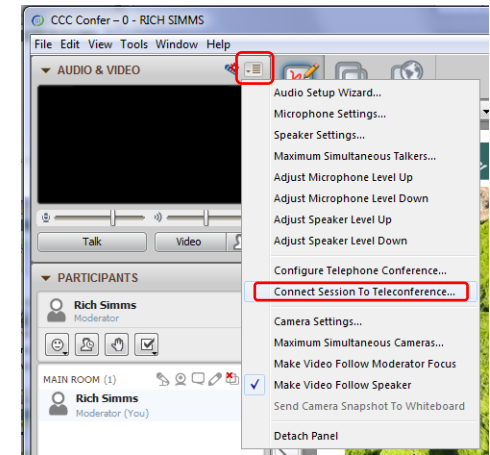 CCC Confer – 0 - RICH SIMMS
File Edit View Tools Window Help
AUDIO & VIDEO
Talk
Video
PARTICIPANTS
Rich Simms
Moderator
MAIN ROOM (1)
Rich Simms
Moderator (You)
Audio Setup Wizard...
Microphone Settings...
Speaker Settings...
Maximum Simultaneous Talkers...
Adjust Microphone Level Up
Adjust Microphone Level Down
Adjust Speaker Level Up
Adjust Speaker Level Down
Configure Telephone Conference...
Connect Session To Teleconference...
Camera Settings...
Maximum Simultaneous Cameras...
Make Video Follow Moderator Focus
Make Video Follow Speaker
Send Camera Snapshot To Whiteboard
Detach Panel